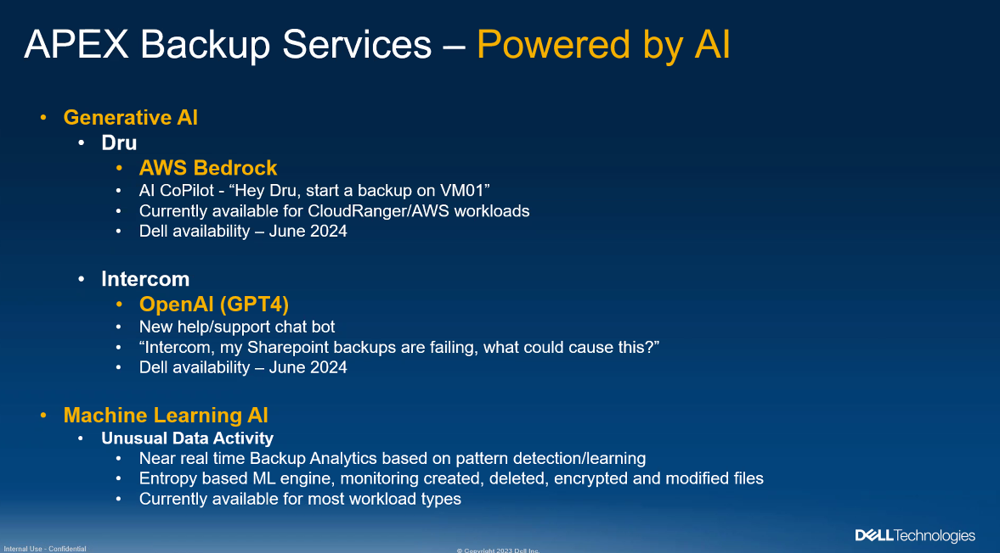 APEX Backup Services – Powered by AI
• Generative AI
• Dru
• AWS Bedrock
• AI CoPilot - “Hey Dru, start a backup on VM01”
• Currently available for CloudRanger/AWS workloads
• Dell availability – June 2024
• Intercom
• OpenAI (GPT4)
• New help/support chat bot
• “Intercom, my Sharepoint backups are failing, what could cause this?”
• Dell availability – June 2024
• Machine Learning AI
• Unusual Data Activity
• Near real time Backup Analytics based on pattern detection/learning
• Entropy based ML engine, monitoring created, deleted, encrypted and modified files
• Currently available for most workload types
DELLTechnologies
Internal Use - Confidential
© Copyright 2023 Dell Inc.